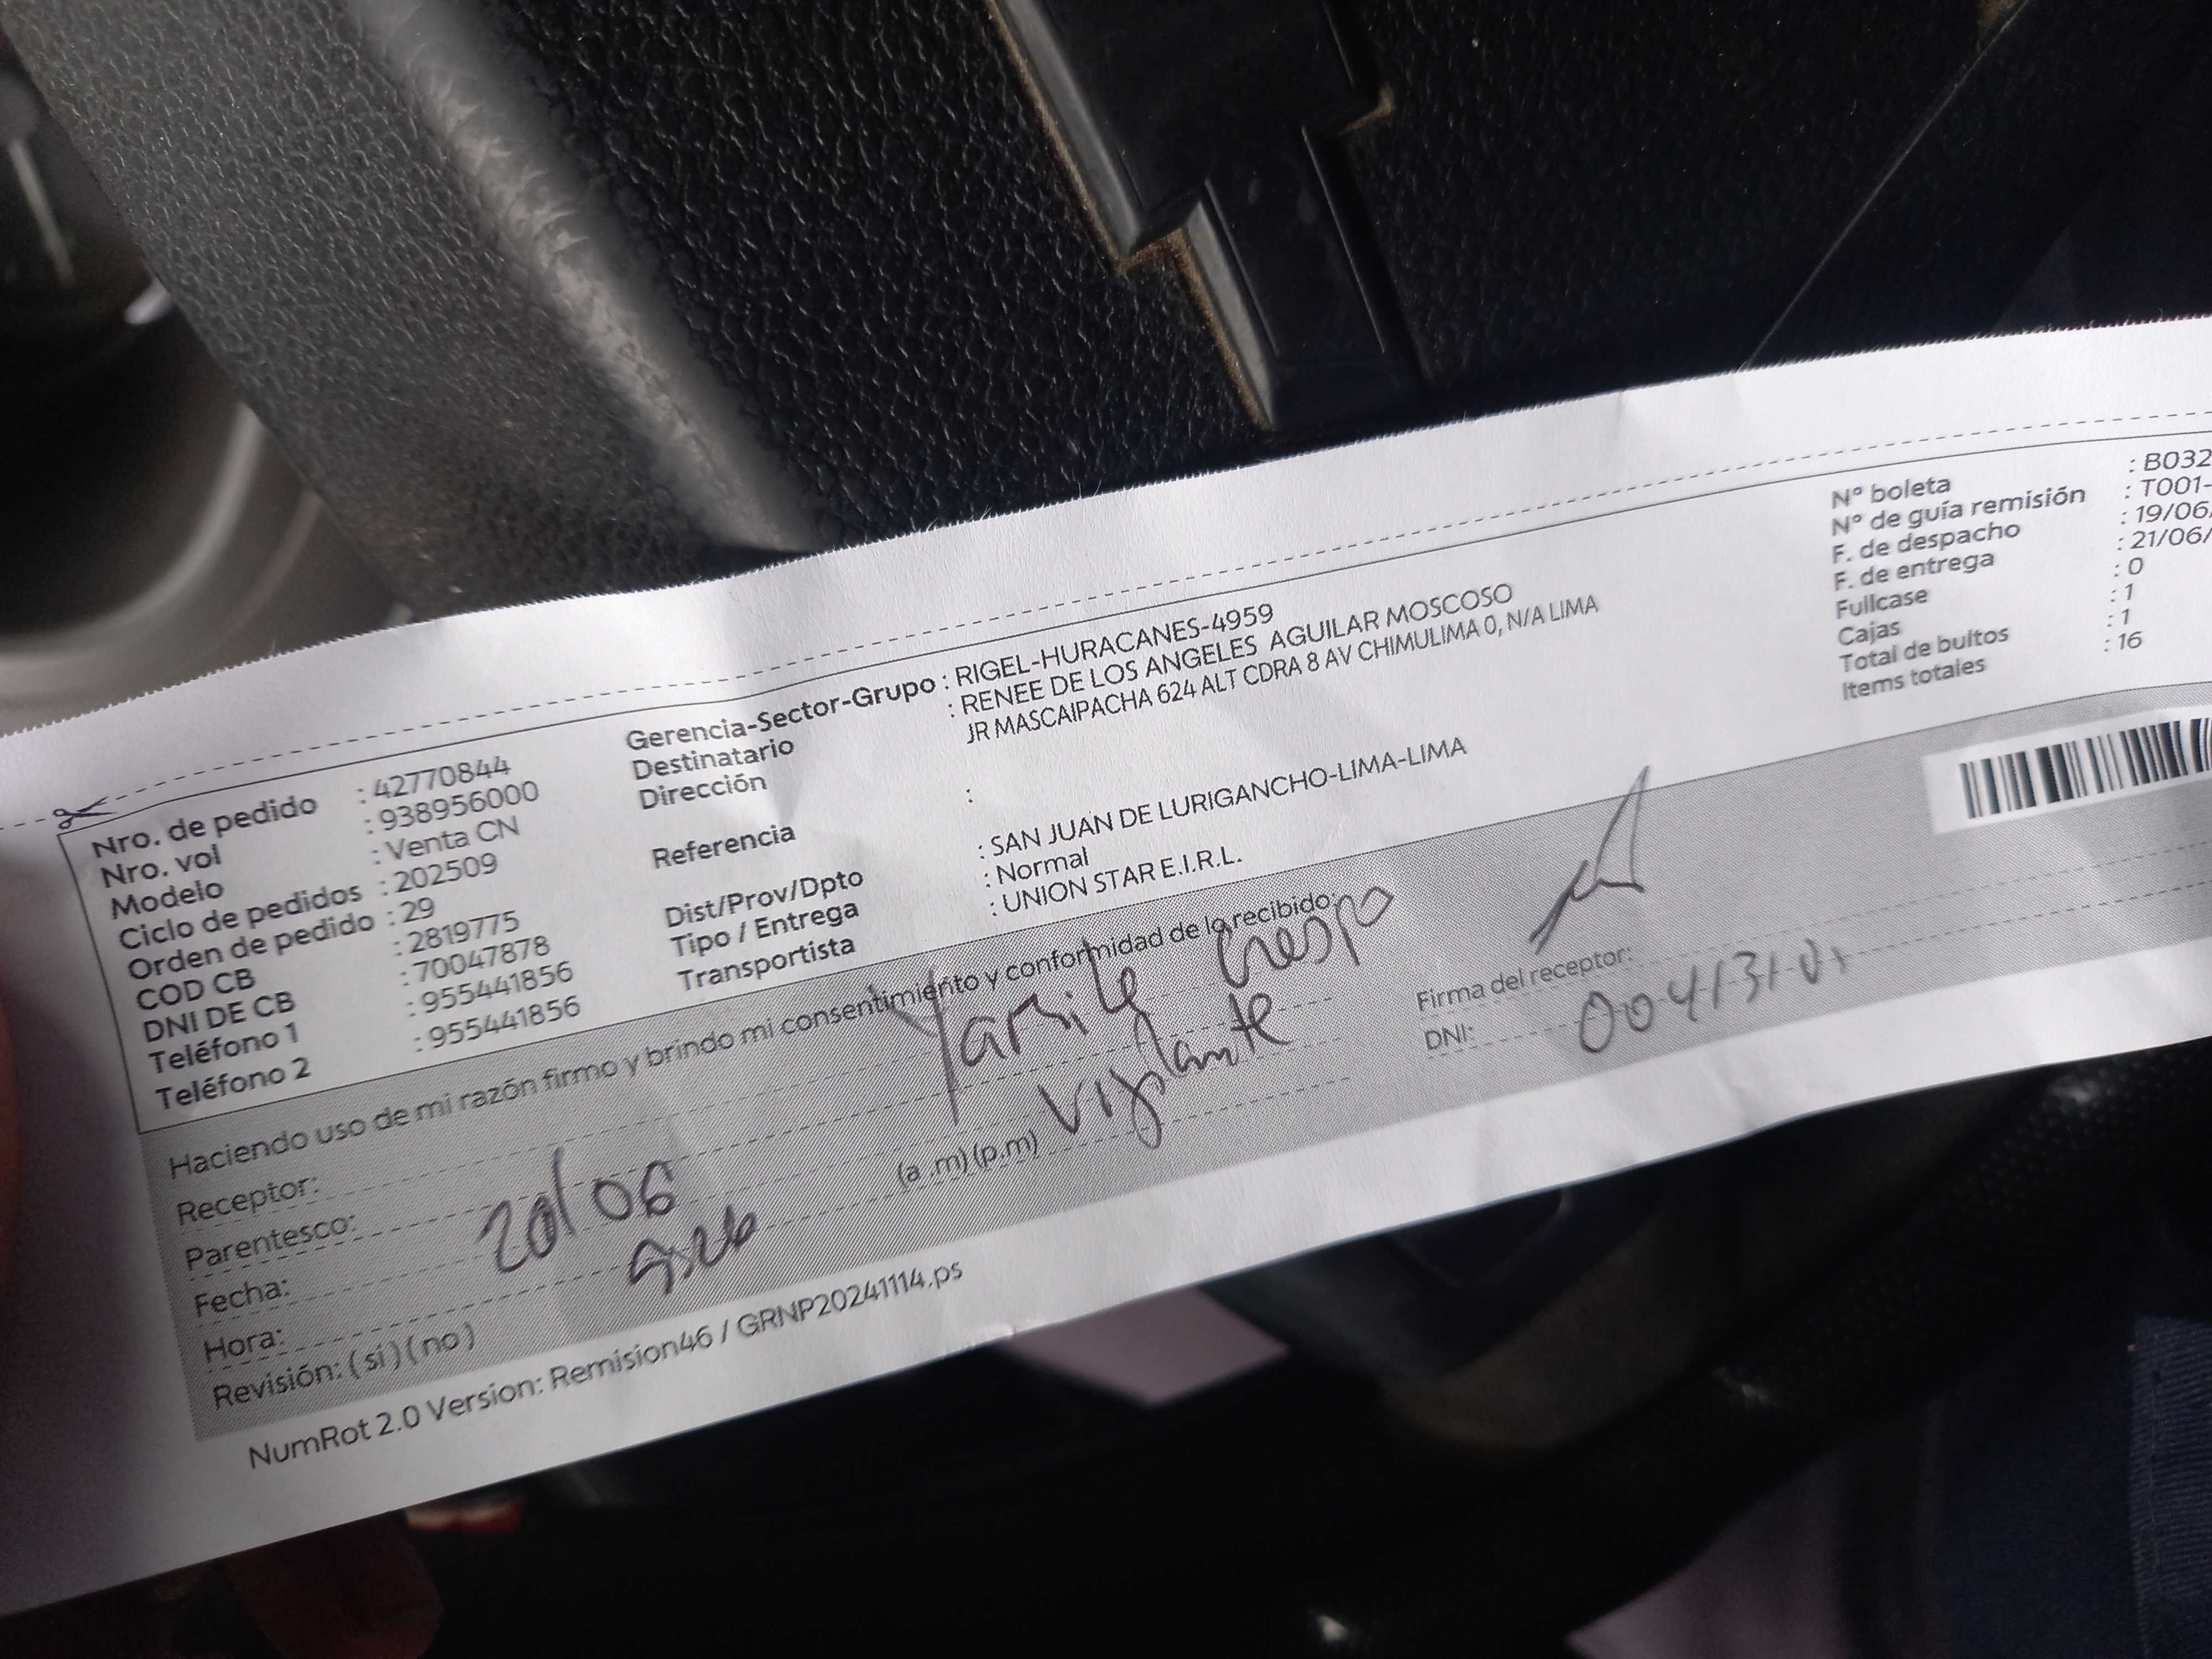 Nro. de pedido : 42770844
Nro. vol : 938956000
Modelo : Venta CN
Ciclo de pedidos : 202509
Orden de pedido : 29
COD CB : 2819775
DNI DE CB : 70047878
Teléfono 1 : 955441856
Teléfono 2 : 955441856
Gerencia-Sector-Grupo : RIGEL-HURACANES-4959
Destinatario : RENEE DE LOS ANGELES AGUILAR MOSCOSO
Dirección JR MASCAIPACHA 624 ALT CDRA 8 AV CHIMULIMA 0, N/A LIMA
Referencia :
Dist/Prov/Dpto : SAN JUAN DE LURIGANCHO-LIMA-LIMA
Tipo / Entrega : Normal
Transportista : UNION STAR E.I.R.L.
N° boleta : B032
N° de guía remisión : T001-
F. de despacho : 19/06
F. de entrega : 21/06/
Fullcase : 0
Cajas : 1
Total de bultos : 1
Items totales : 16
Haciendo uso de mi razón firmo y brindo mi consentimiento y conformidad de lo recibido:
Receptor: Crespo
Parentesco: vigilante
Fecha: 20/06
Hora: (a .m) (p.m)
Revisión: ( si ) ( no )
Firma del receptor:
DNI:
NumRot 2.0 Version: Remision46 / GRNP20241114.ps